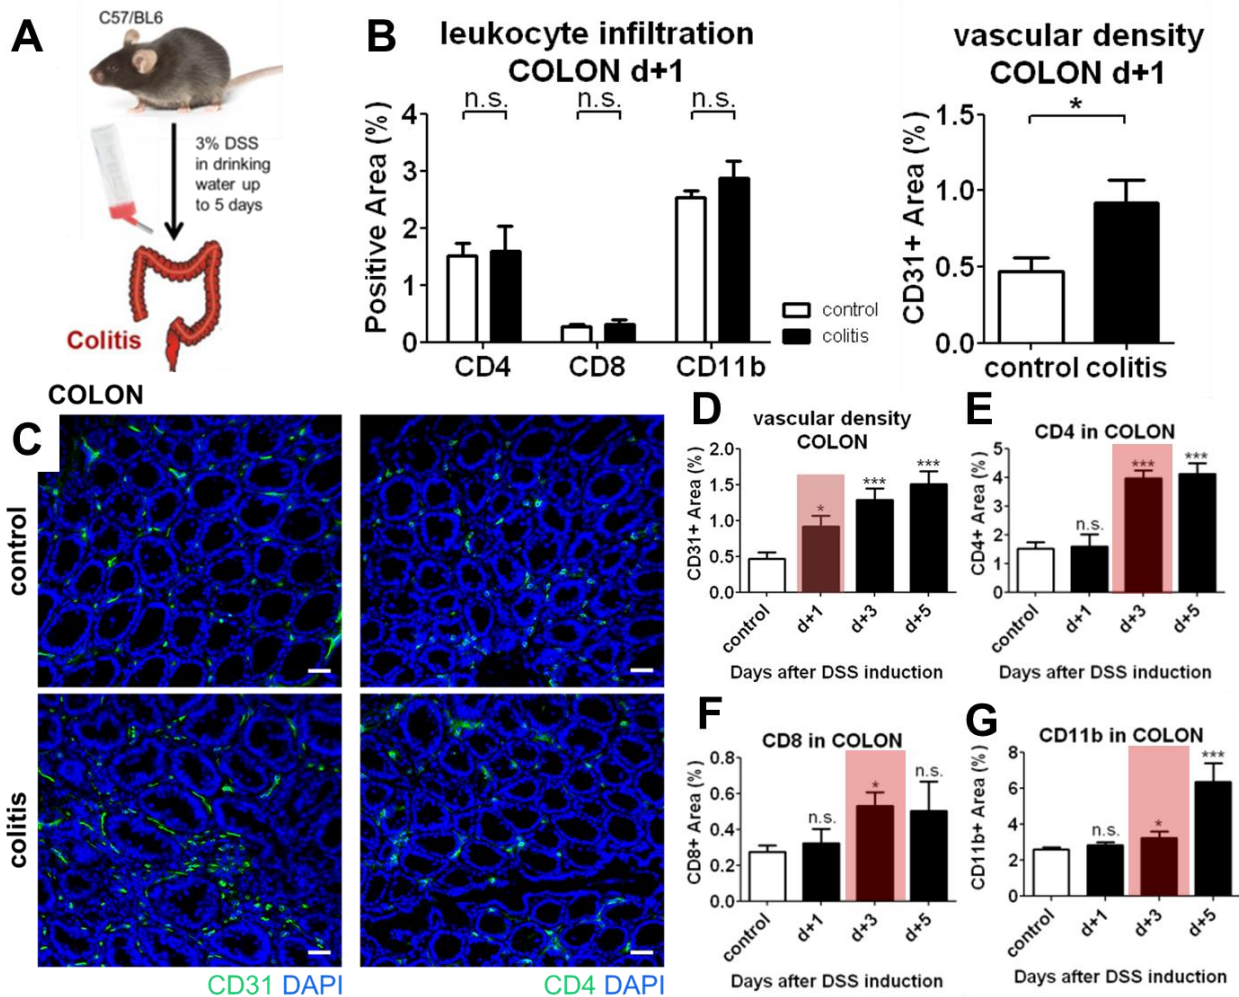 A
C57/BL6
3% DSS
in drinking
water up
to 5 days
Colitis
B
leukocyte infiltration
COLON d+1
n.s.
n.s.
n.s.
Positive Area (%)
4
3
2
1
0
CD4
CD8
CD11b
control
colitis
vascular density
COLON d+1
*
CD31+ Area (%)
1.5
1.0
0.5
0.0
control colitis
COLON
C
control
colitis
CD31 DAPI
CD4 DAPI
D
vascular density
COLON
CD31+ Area (%)
2.0
1.5
1.0
0.5
0.0
*
***
***
control
d+1
d+3
d+5
Days after DSS induction
E
CD4 in COLON
CD4+ Area (%)
5
4
3
2
1
0
n.s.
***
***
control
d+1
d+3
d+5
Days after DSS induction
F
CD8 in COLON
CD8+ Area (%)
0.8
0.6
0.4
0.2
0.0
n.s.
*
n.s.
control
d+1
d+3
d+5
Days after DSS induction
G
CD11b in COLON
CD11b+ Area (%)
8
6
4
2
0
n.s.
*
***
control
d+1
d+3
d+5
Days after DSS induction